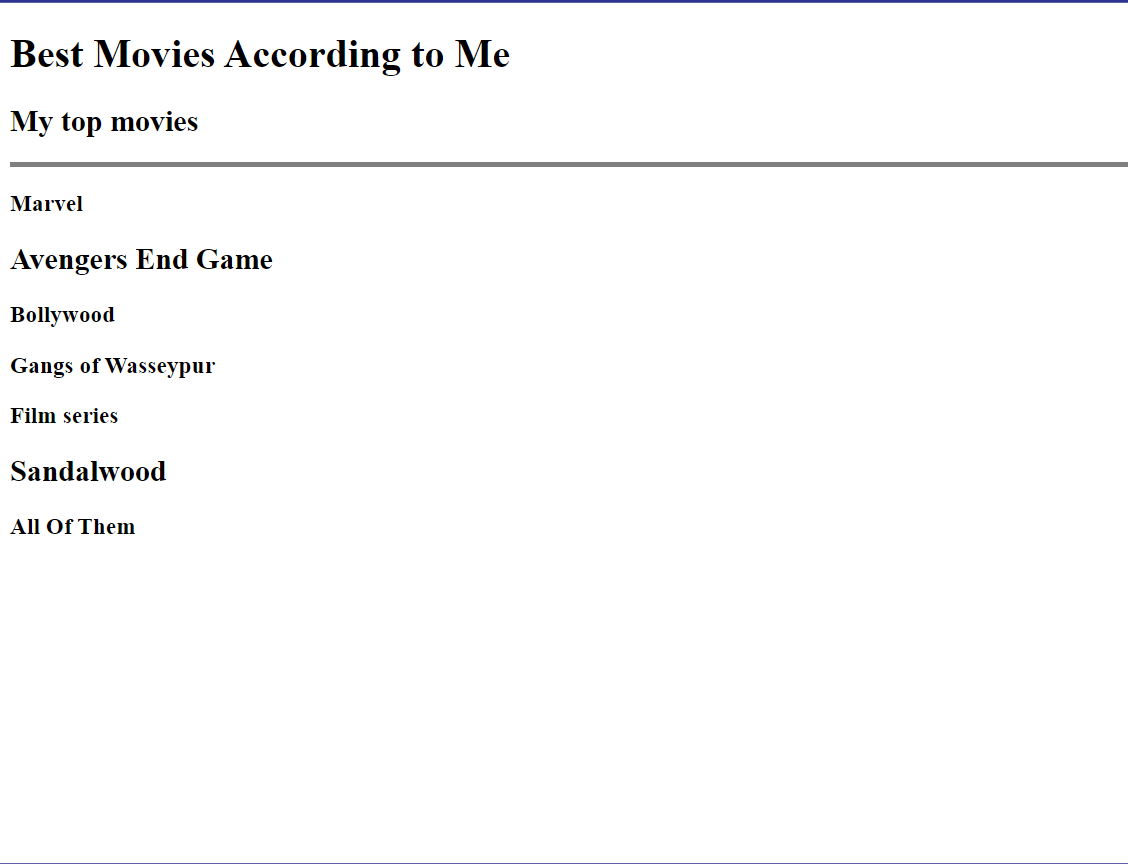 Best Movies According to Me
My top movies
Marvel
Avengers End Game
Bollywood
Gangs of Wasseypur
Film series
Sandalwood
All Of Them